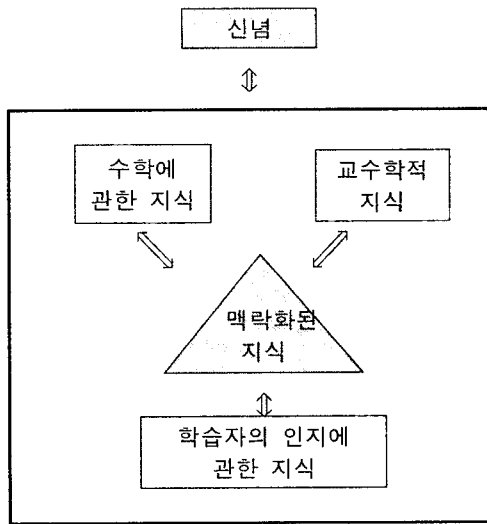 신념
수학에
관한 지식
교수학적
지식
맥락화된
지식
학습자의 인지에
관한 지식